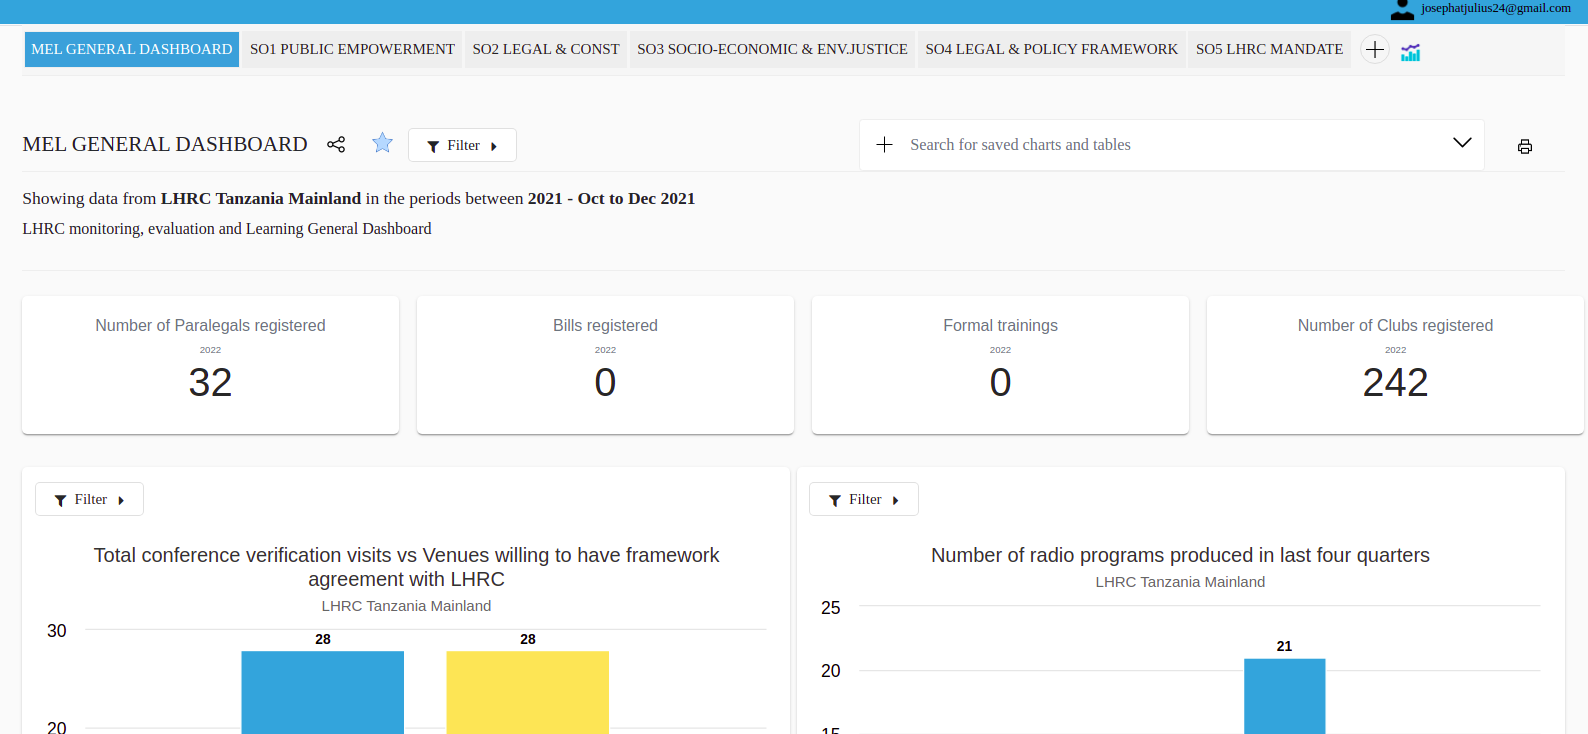 josephatjulius24@gmail.com
MEL GENERAL DASHBOARD SO1 PUBLIC EMPOWERMENT SO2 LEGAL & CONST SO3 SOCIO-ECONOMIC & ENV.JUSTICE SO4 LEGAL & POLICY FRAMEWORK SO5 LHRC MANDATE
MEL GENERAL DASHBOARD Filter Search for saved charts and tables
Showing data from LHRC Tanzania Mainland in the periods between 2021 - Oct to Dec 2021
LHRC monitoring, evaluation and Learning General Dashboard
Number of Paralegals registered
2022
32
Bills registered
2022
0
Formal trainings
2022
0
Number of Clubs registered
2022
242
Filter
Total conference verification visits vs Venues willing to have framework
agreement with LHRC
LHRC Tanzania Mainland
30
28 28
20
Filter
Number of radio programs produced in last four quarters
LHRC Tanzania Mainland
25
21
20
15